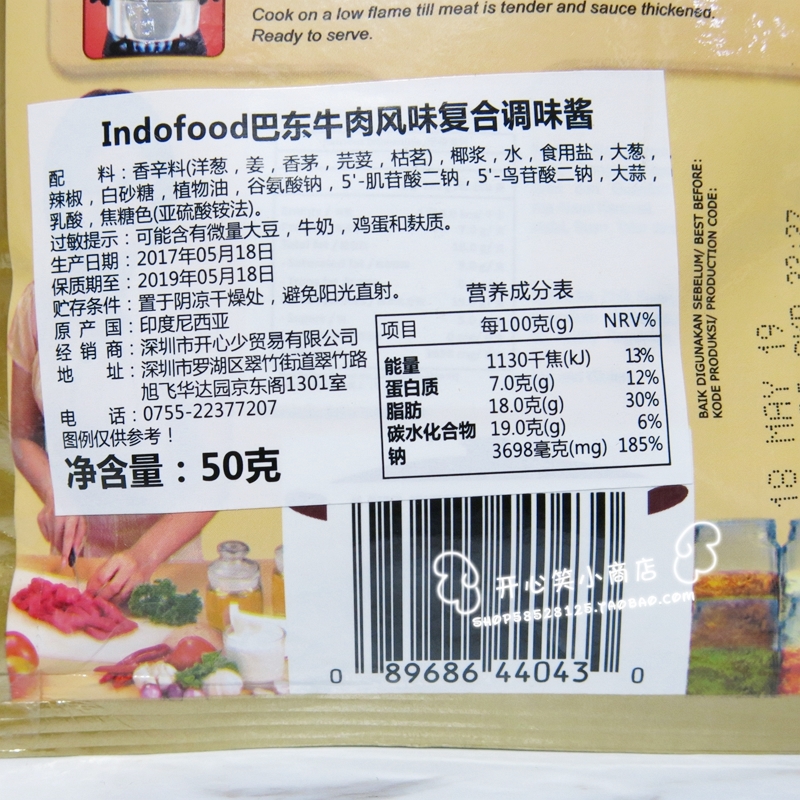 Cook on a low flame till meat is tender and sauce thickened.
Ready to serve.
Indofood巴东牛肉风味复合调味酱
配 料：香辛料(洋葱，姜，香茅，芫荽，枯茗)，椰浆，水，食用盐，大葱，
辣椒，白砂糖，植物油，谷氨酸钠，5'-肌苷酸二钠，5'-鸟苷酸二钠，大蒜，
乳酸，焦糖色(亚硫酸铵法)。
过敏提示：可能含有微量大豆，牛奶，鸡蛋和麸质。
生产日期：2017年05月18日
保质期至：2019年05月18日
贮存条件：置于阴凉干燥处，避免阳光直射。
原 产 国：印度尼西亚
经 销 商：深圳市开心少贸易有限公司
地 址：深圳市罗湖区翠竹街道翠竹路
旭飞华达园京东阁1301室
电 话：0755-22377207
图例仅供参考！
净含量：50克
营养成分表
项目 每100克(g) NRV%
能量 1130千焦(kJ) 13%
蛋白质 7.0克(g) 12%
脂肪 18.0克(g) 30%
碳水化合物 19.0克(g) 6%
钠 3698毫克(mg) 185%
BAIK DIGUNAKAN SEBELUM/ BEST BEFORE:
KODE PRODUKSI/ PRODUCTION CODE:
18 MAY 19
开心笑小商店
SHOP58528125.TAOBAO.COM
0 89686 44043 0